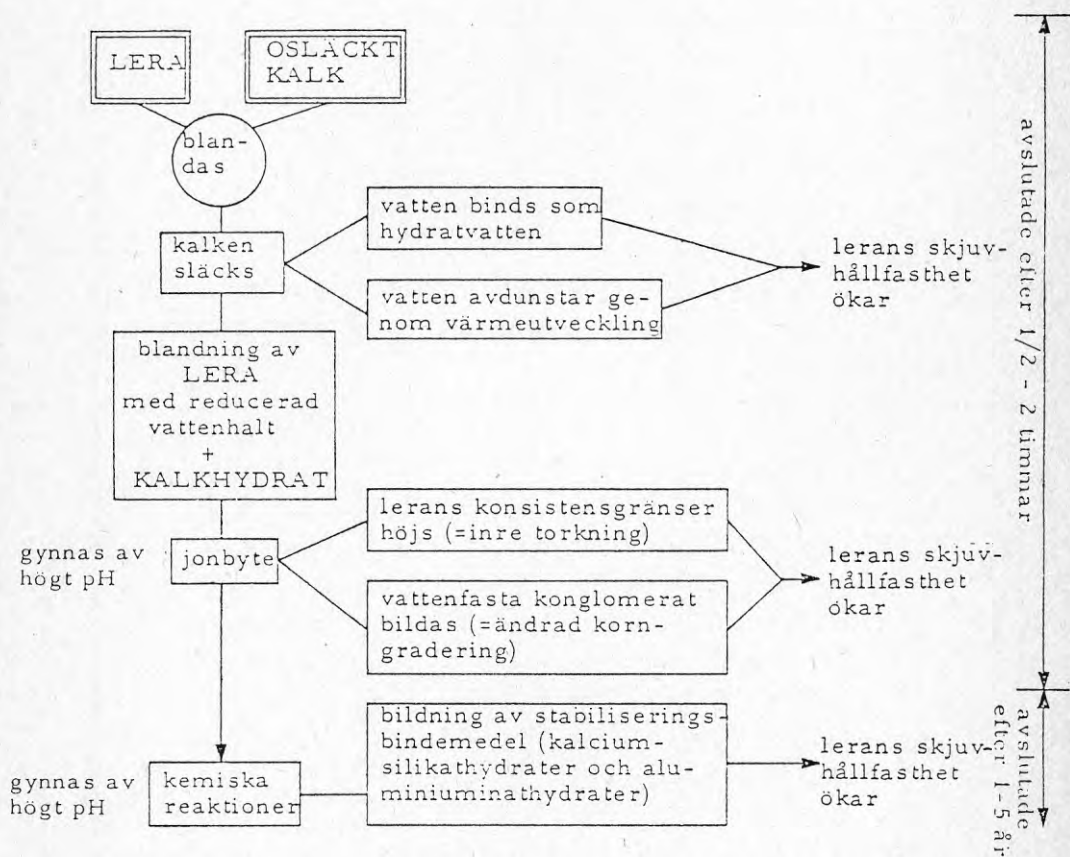 LERA
OSLÄCKT
KALK
blan-
das
kalken
släcks
vatten binds som
hydratvatten
vatten avdunstar ge-
nom värmeutveckling
lerans skjuv-
hållfasthet
ökar
blandning av
LERA
med reducerad
vattenhalt
+
KALKHYDRAT
gynnas av
högt pH
jonbyte
lerans konsistensgränser
höjs (=inre torkning)
vattenfasta konglomerat
bildas (=ändrad korn-
gradering)
lerans skjuv-
hållfasthet
ökar
avslutade efter 1/2 - 2 timmar
gynnas av
högt pH
kemiska
reaktioner
bildning av stabiliserings-
bindemedel (kalcium-
silikathydrater och alu-
miniuminathydrater)
lerans skjuv-
hållfasthet
ökar
avslutade
efter 1-5 år